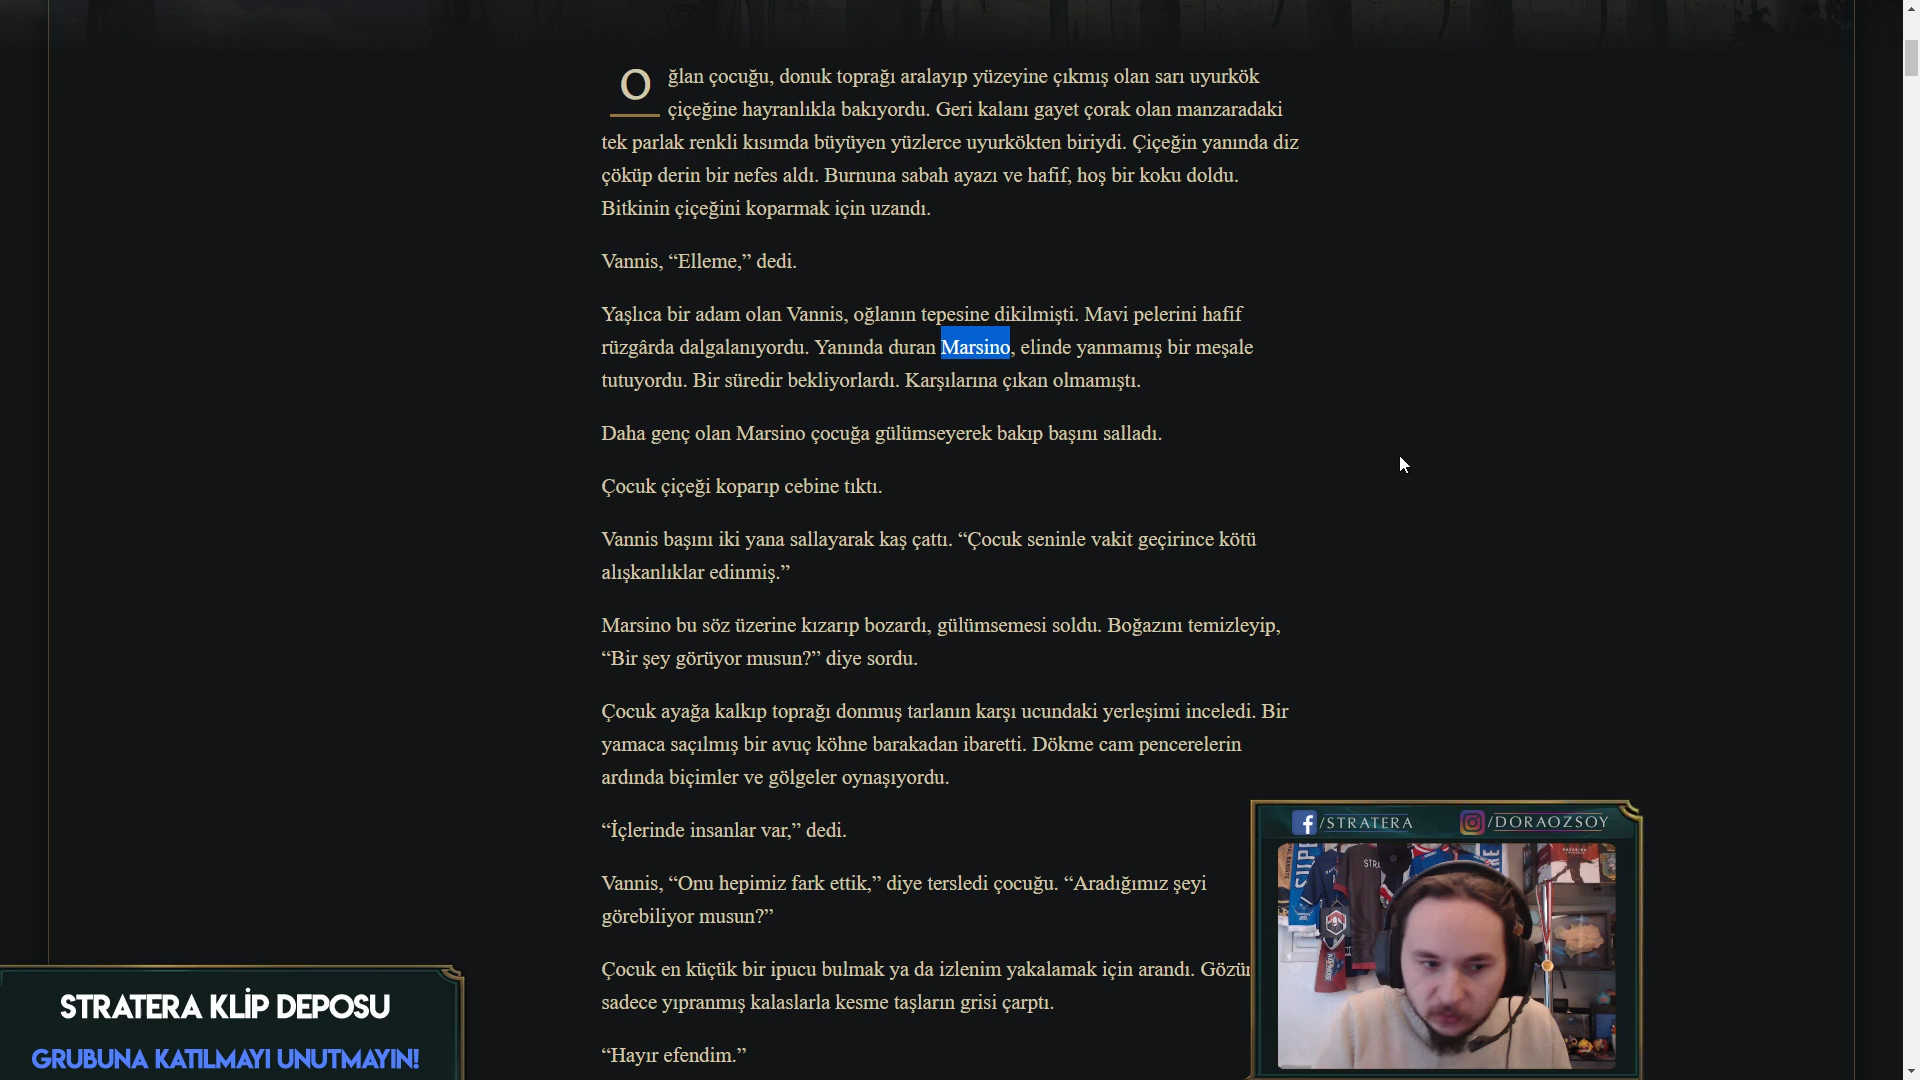 Oğlan çocuğu, donuk toprağı aralayıp yüzeyine çıkmış olan sarı uyurkök
çiçeğine hayranlıkla bakıyordu. Geri kalanı gayet çorak olan manzaradaki
tek parlak renkli kısımda büyüyen yüzlerce uyurkökten biriydi. Çiçeğin yanında diz
çöküp derin bir nefes aldı. Burnuna sabah ayazı ve hafif, hoş bir koku doldu.
Bitkinin çiçeğini koparmak için uzandı.
Vannis, “Elleme,” dedi.
Yaşlıca bir adam olan Vannis, oğlanın tepesine dikilmişti. Mavi pelerini hafif
rüzgârda dalgalanıyordu. Yanında duran Marsino, elinde yanmamış bir meşale
tutuyordu. Bir süredir bekliyorlardı. Karşılarına çıkan olmamıştı.
Daha genç olan Marsino çocuğa gülümseyerek bakıp başını salladı.
Çocuk çiçeği koparıp cebine tıktı.
Vannis başını iki yana sallayarak kaş çattı. “Çocuk seninle vakit geçirince kötü
alışkanlıklar edinmiş.”
Marsino bu söz üzerine kızarıp bozardı, gülümsemesi soldu. Boğazını temizleyip,
“Bir şey görüyor musun?” diye sordu.
Çocuk ayağa kalkıp toprağı donmuş tarlanın karşı ucundaki yerleşimi inceledi. Bir
yamaca saçılmış bir avuç köhne barakadan ibaretti. Dökme cam pencerelerin
ardında biçimler ve gölgeler oynaşıyordu.
“İçlerinde insanlar var,” dedi.
Vannis, “Onu hepimiz fark ettik,” diye tersledi çocuğu. “Aradığımız şeyi
görebiliyor musun?”
Çocuk en küçük bir ipucu bulmak ya da izlenim yakalamak için arandı.
sadece yıpranmış kalaslarla kesme taşların grisi çarptı.
“Hayır efendim.”
/STRATERA /DORAOZSOY
STRATERA KLİP DEPOSU
GRUBUNA KATILMAYI UNUTMAYIN!